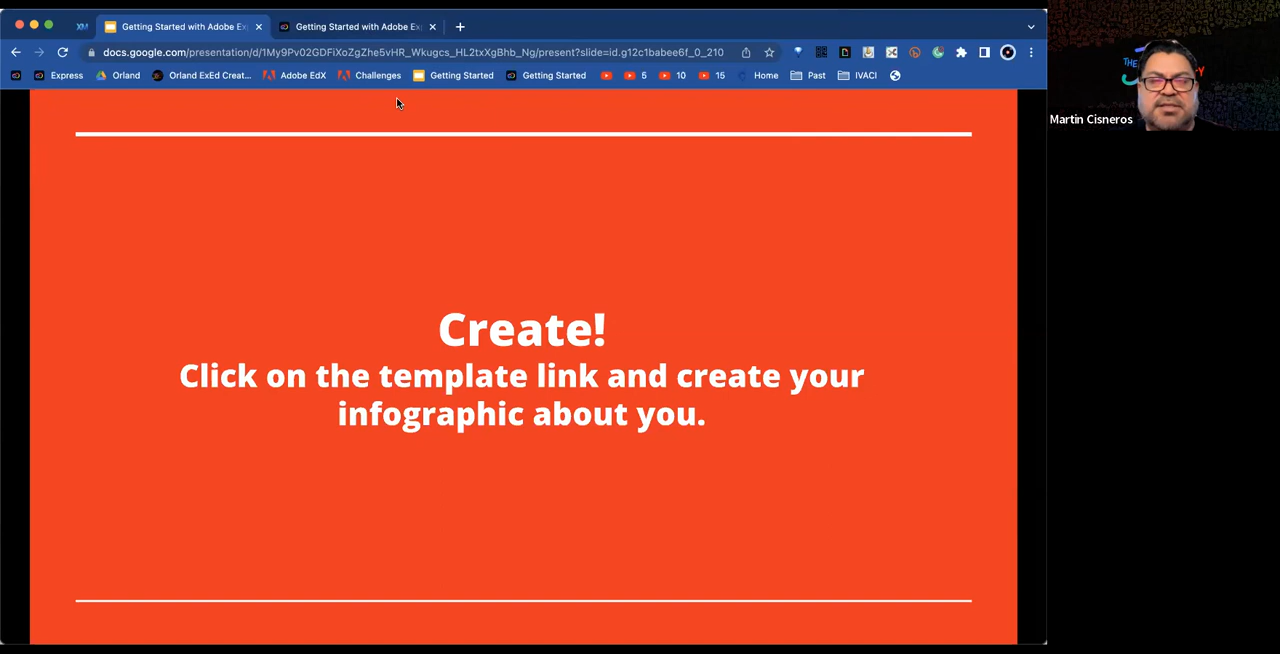 Getting Started with Adobe Ex
Getting Started with Adobe Ex
docs.google.com/presentation/d/1My9Pv02GDFiXoZgZhe5vHR_Wkugcs_HL2txXgBhb_Ng/present?slide=id.g12c1babee6f_0_210
Express Orland Orland ExEd Creat... Adobe EdX Challenges Getting Started Getting Started 5 10 15 Home Past IVACI
THE
Martin Cisneros
Create!
Click on the template link and create your
infographic about you.